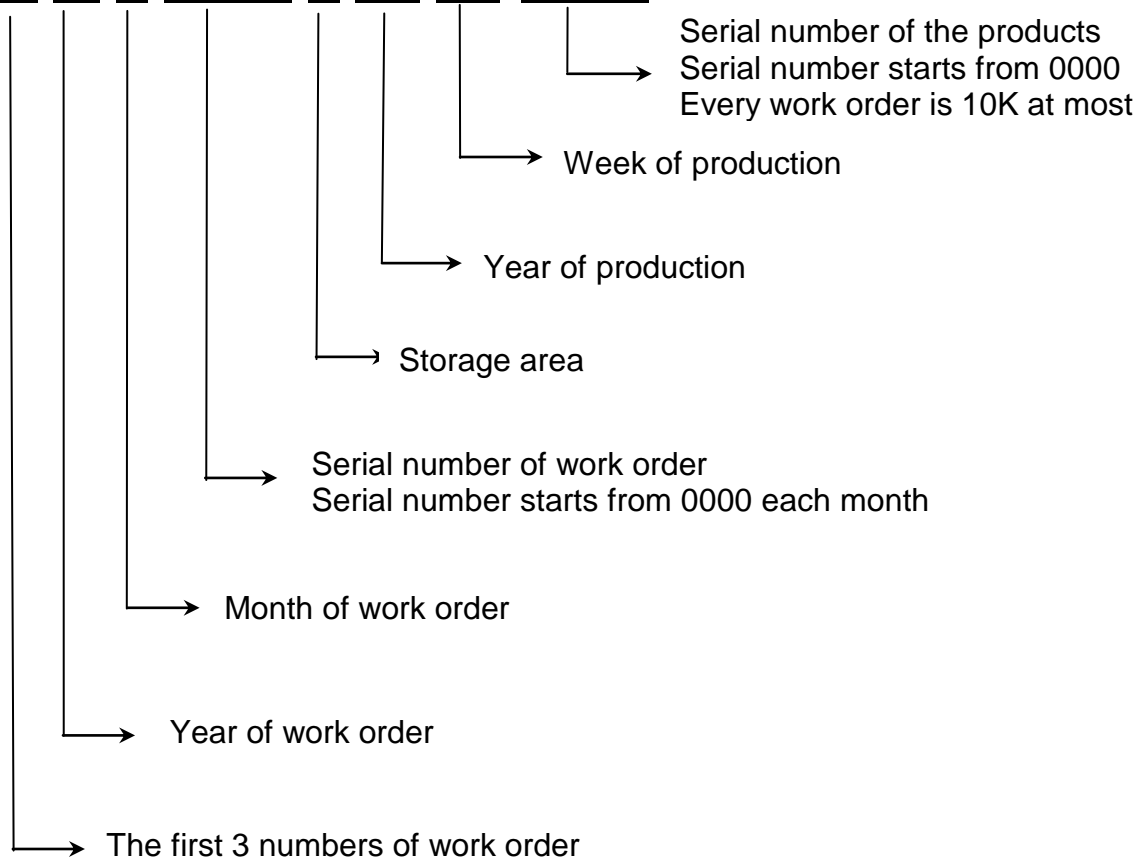 Serial number of the products
Serial number starts from 0000
Every work order is 10K at most
Week of production
Year of production
Storage area
Serial number of work order
Serial number starts from 0000 each month
Month of work order
Year of work order
The first 3 numbers of work order